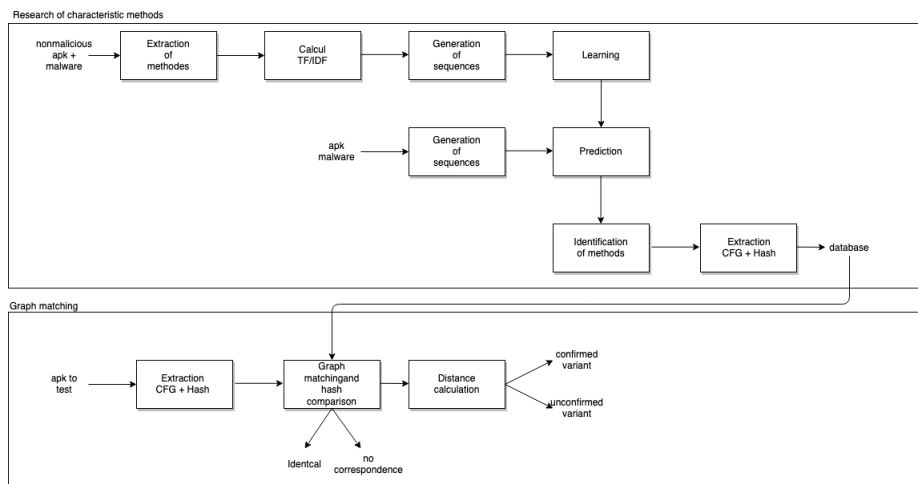 Research of characteristic methods
nonmalicious
apk +
malware
Extraction
of
methodes
Calcul
TF/IDF
Generation
of
sequences
Learning
apk
malware
Generation
of
sequences
Prediction
Identification
of methods
Extraction
CFG + Hash
database
Graph matching
apk to
test
Extraction
CFG + Hash
Graph
matchingand
hash
comparison
Distance
calculation
confirmed
variant
unconfirmed
variant
Identcal
no
correspondence